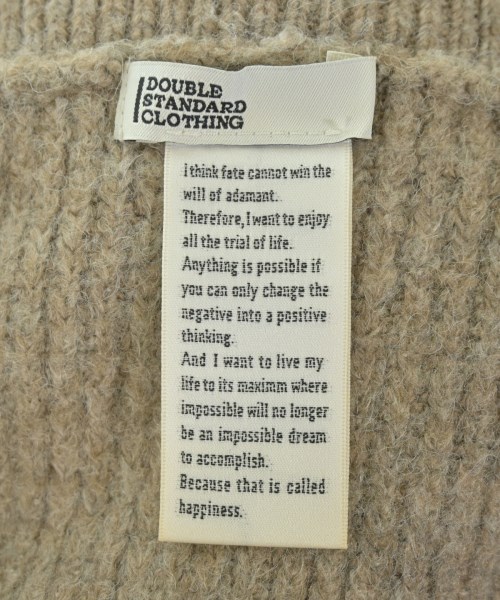 DOUBLE
STANDARD
CLOTHING
I think fate cannot win the
will of adamant.
Therefore, I want to enjoy
all the trial of life.
Anything is possible if
you can only change the
negative into a positive
thinking.
And I want to live my
life to its maximm where
impossible will no longer
be an impossible dream
to accomplish.
Because that is called
happiness.